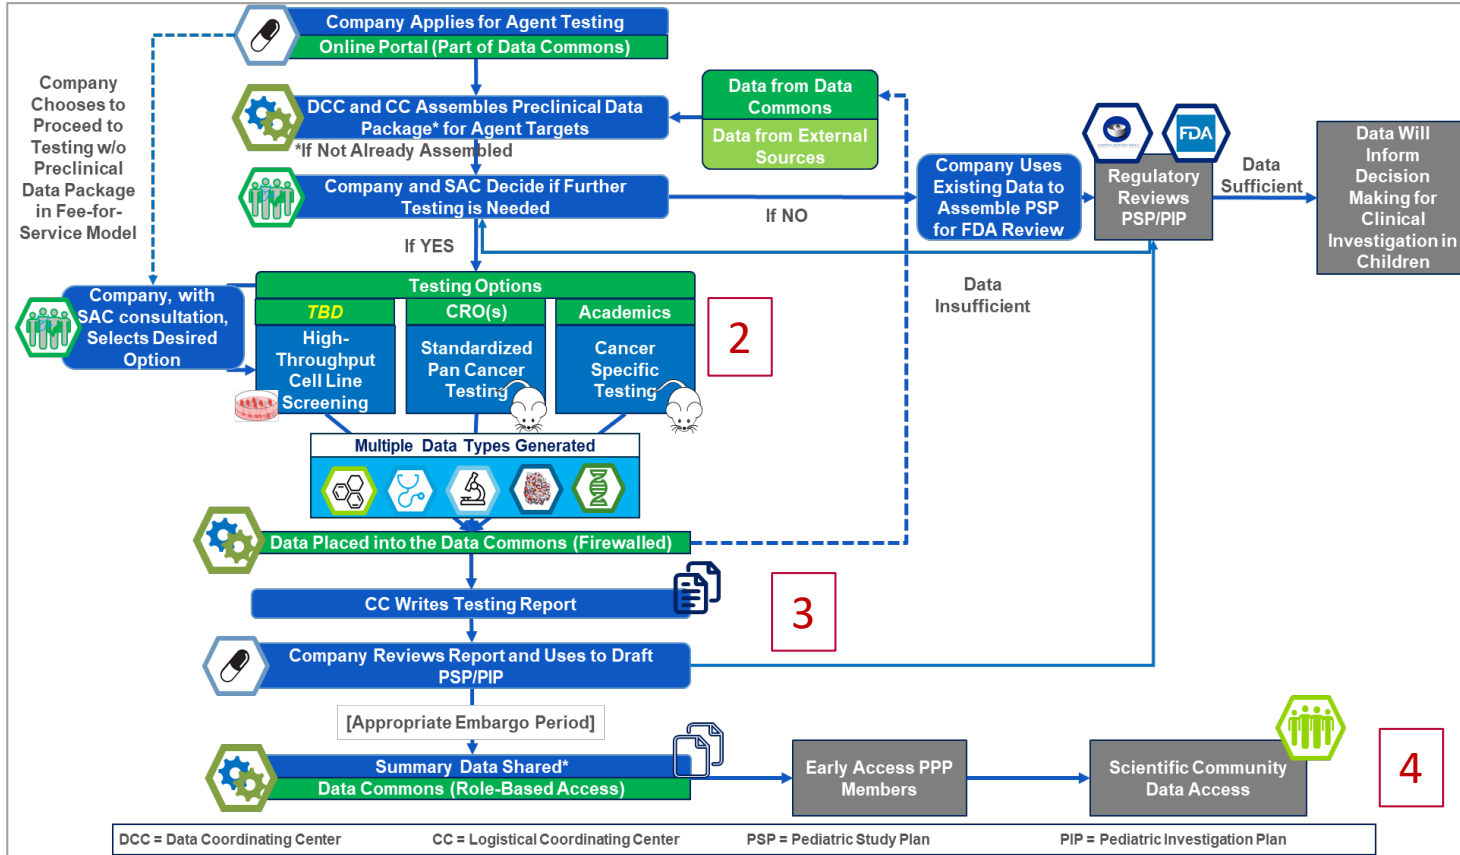 Company Applies for Agent Testing
Online Portal (Part of Data Commons)
Company
Chooses to
Proceed to
Testing w/o
Preclinical
Data Package
in Fee-for-
Service Model
DCC and CC Assembles Preclinical Data
Package* for Agent Targets
*If Not Already Assembled
Data from Data
Commons
Data from External
Sources
Company and SAC Decide if Further
Testing is Needed
If NO
If YES
Company Uses
Existing Data to
Assemble PSP
for FDA Review
FDA
Regulatory
Reviews
PSP/PIP
Data
Sufficient
Data Will
Inform
Decision
Making for
Clinical
Investigation in
Children
Data
Insufficient
Company, with
SAC consultation,
Selects Desired
Option
Testing Options
TBD
High-
Throughput
Cell Line
Screening
CRO(s)
Standardized
Pan Cancer
Testing
Academics
Cancer
Specific
Testing
2
Multiple Data Types Generated
Data Placed into the Data Commons (Firewalled)
CC Writes Testing Report
3
Company Reviews Report and Uses to Draft
PSP/PIP
[Appropriate Embargo Period]
Summary Data Shared*
Data Commons (Role-Based Access)
Early Access PPP
Members
Scientific Community
Data Access
4
DCC = Data Coordinating Center
CC = Logistical Coordinating Center
PSP = Pediatric Study Plan
PIP = Pediatric Investigation Plan